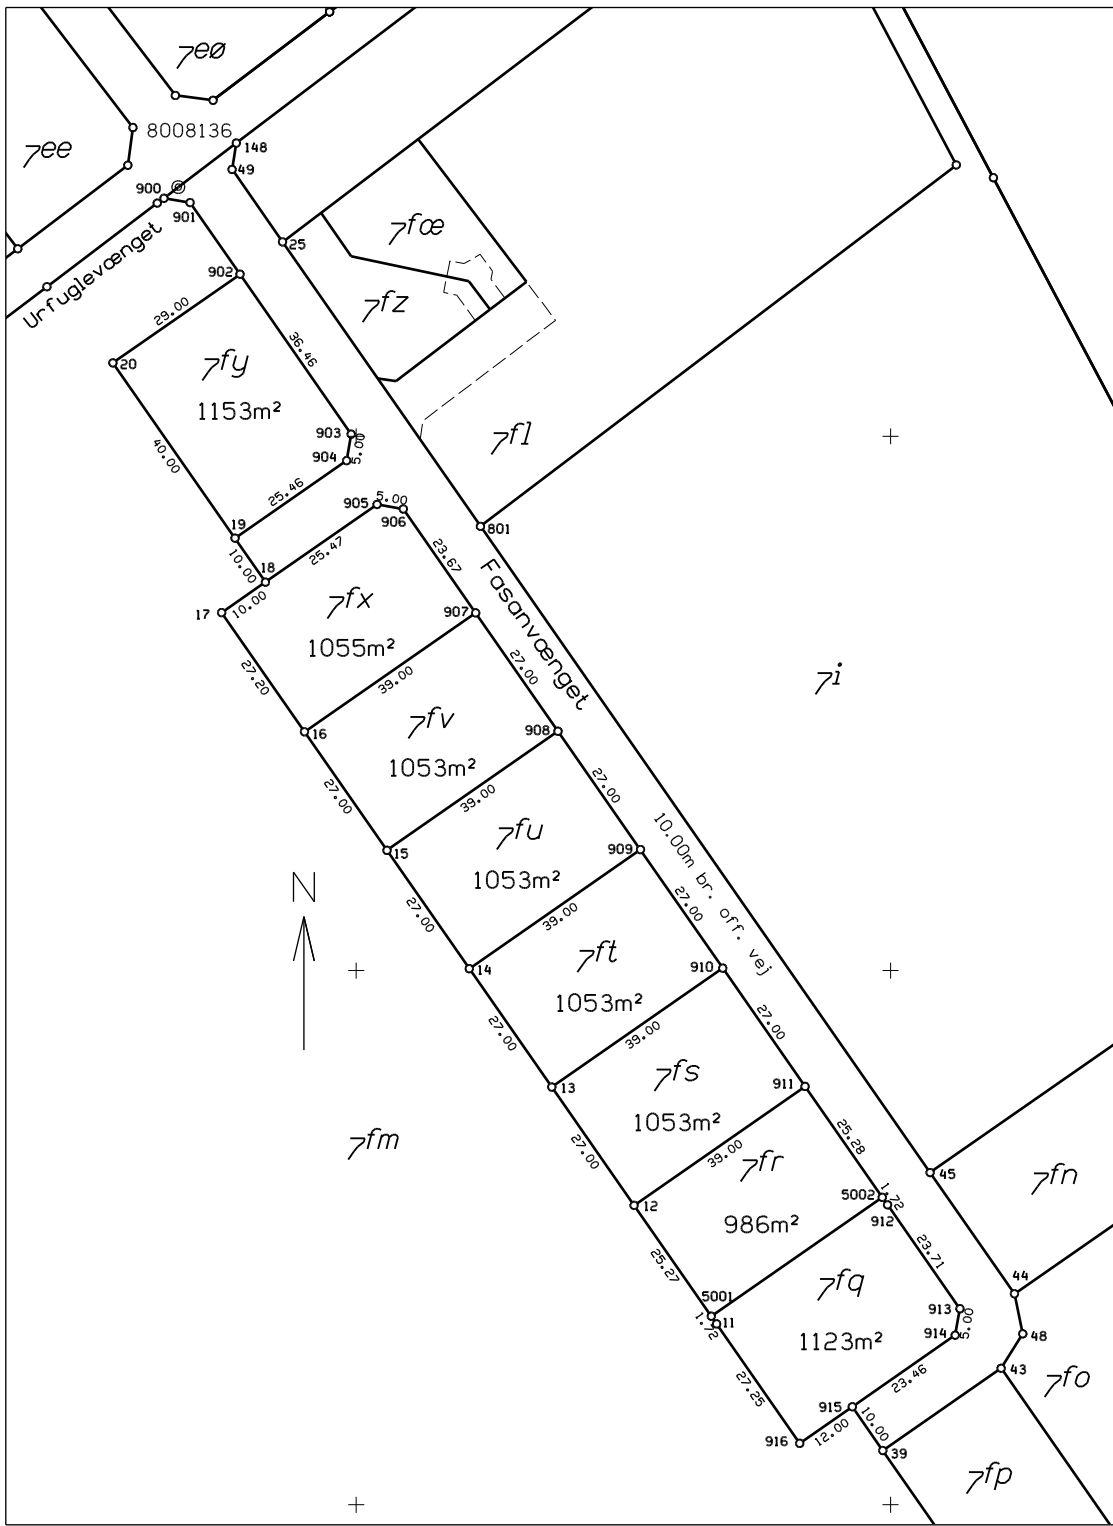 7eø
8008136
7ee
148
49
900
901
Urfuglevœnget
25
7fœ
902
7fz
29.00
36.46
20
7fy
1153m²
903
5.00
904
40.00
25.46
7fl
19
10.00
905
5.00
906
801
18
25.47
23.67
17
10.00
7fx
1055m²
907
Fasanvœnget
27.20
39.00
27.00
7i
16
7fv
1053m²
908
27.00
39.00
27.00
15
7fu
1053m²
909
10.00m br. off. vej
N
27.00
39.00
27.00
14
7ft
1053m²
910
27.00
39.00
27.00
13
7fs
1053m²
911
7fm
27.00
39.00
25.28
12
7fr
986m²
5002
1.72
912
45
7fn
25.27
23.71
5001
11
1.72
7fq
1123m²
913
5.00
914
44
48
43
7fo
27.25
23.46
915
10.00
916
12.00
39
7fp